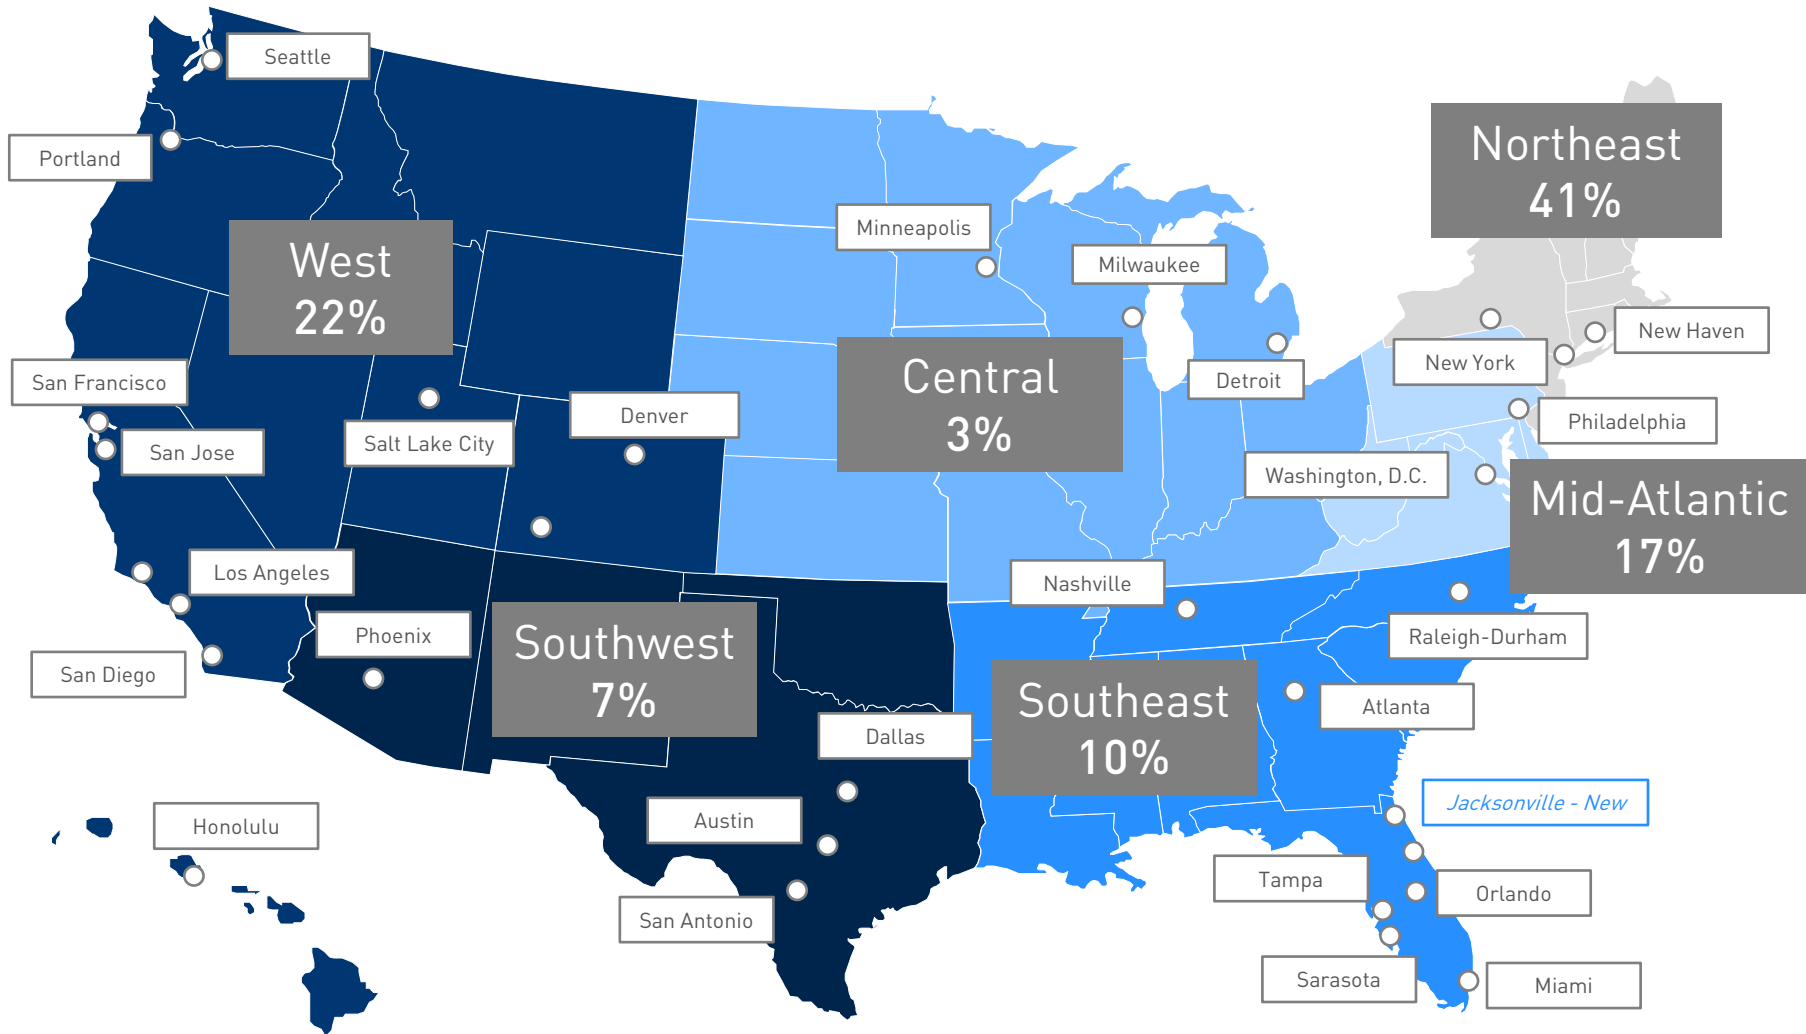 Seattle
Portland
West
22%
San Francisco
San Jose
Salt Lake City
Denver
Los Angeles
San Diego
Phoenix
Honolulu
Southwest
7%
Dallas
Austin
San Antonio
Minneapolis
Milwaukee
Detroit
Central
3%
Nashville
Northeast
41%
New Haven
New York
Philadelphia
Washington, D.C.
Mid-Atlantic
17%
Raleigh-Durham
Southeast
10%
Atlanta
Jacksonville - New
Tampa
Orlando
Sarasota
Miami